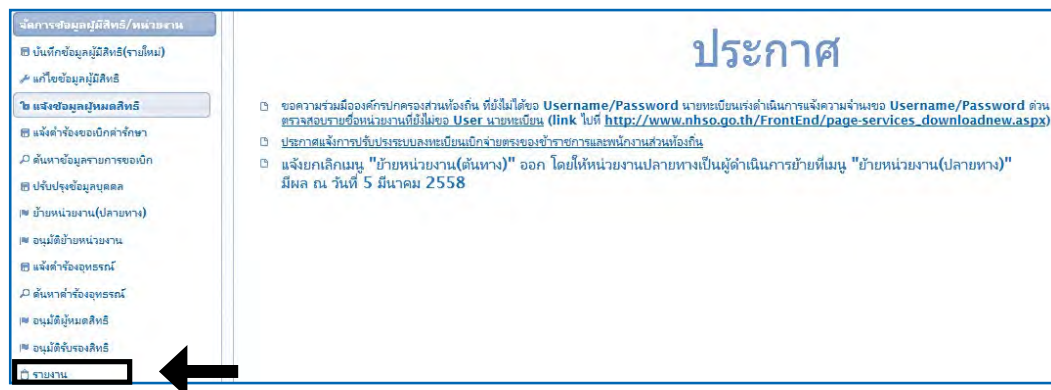 จัดการข้อมูลผู้มีสิทธิ/หน่วยงาน
บันทึกข้อมูลผู้มีสิทธิ(รายใหม่)
แก้ไขข้อมูลผู้มีสิทธิ
แจ้งข้อมูลผู้หมดสิทธิ
แจ้งคำร้องขอเบิกค่ารักษา
ค้นหาข้อมูลรายการขอเบิก
ปรับปรุงข้อมูลบุคคล
ย้ายหน่วยงาน(ปลายทาง)
อนุมัติย้ายหน่วยงาน
แจ้งคำร้องอุทธรณ์
ค้นหาคำร้องอุทธรณ์
อนุมัติผู้หมดสิทธิ
อนุมัติรับรองสิทธิ
รายงาน
ประกาศ
ขอความร่วมมือองค์กรปกครองส่วนท้องถิ่น ที่ยังไม่ได้ขอ Username/Password นายทะเบียนเร่งดำเนินการแจ้งความจำนงขอ Username/Password ด่วน
ตรวจสอบรายชื่อหน่วยงานที่ยังไม่ขอ User นายทะเบียน (link ไปที่ http://www.nhso.go.th/FrontEnd/page-services_downloadnew.aspx)
ประกาศแจ้งการปรับปรุงระบบลงทะเบียนเบิกจ่ายตรงของข้าราชการและพนักงานส่วนท้องถิ่น
แจ้งยกเลิกเมนู "ย้ายหน่วยงาน(ต้นทาง)" ออก โดยให้หน่วยงานปลายทางเป็นผู้ดำเนินการย้ายที่เมนู "ย้ายหน่วยงาน(ปลายทาง)"
มีผล ณ วันที่ 5 มีนาคม 2558